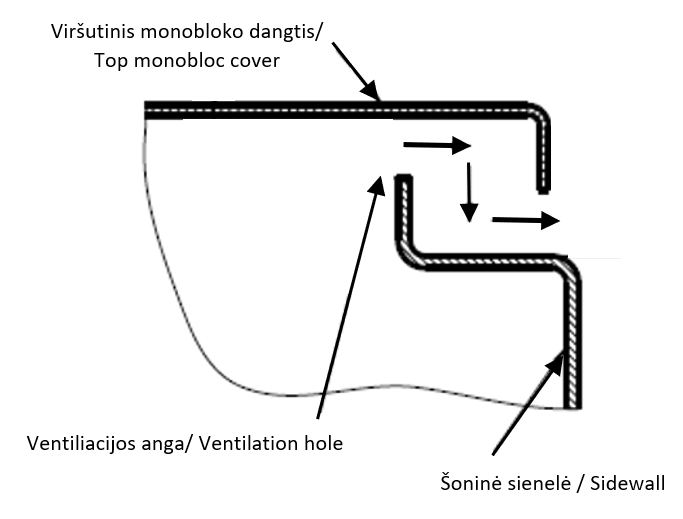 Viršutinis monobloko dangtis/
Top monobloc cover
Ventiliacijos anga/ Ventilation hole
Šoninė sienelė / Sidewall